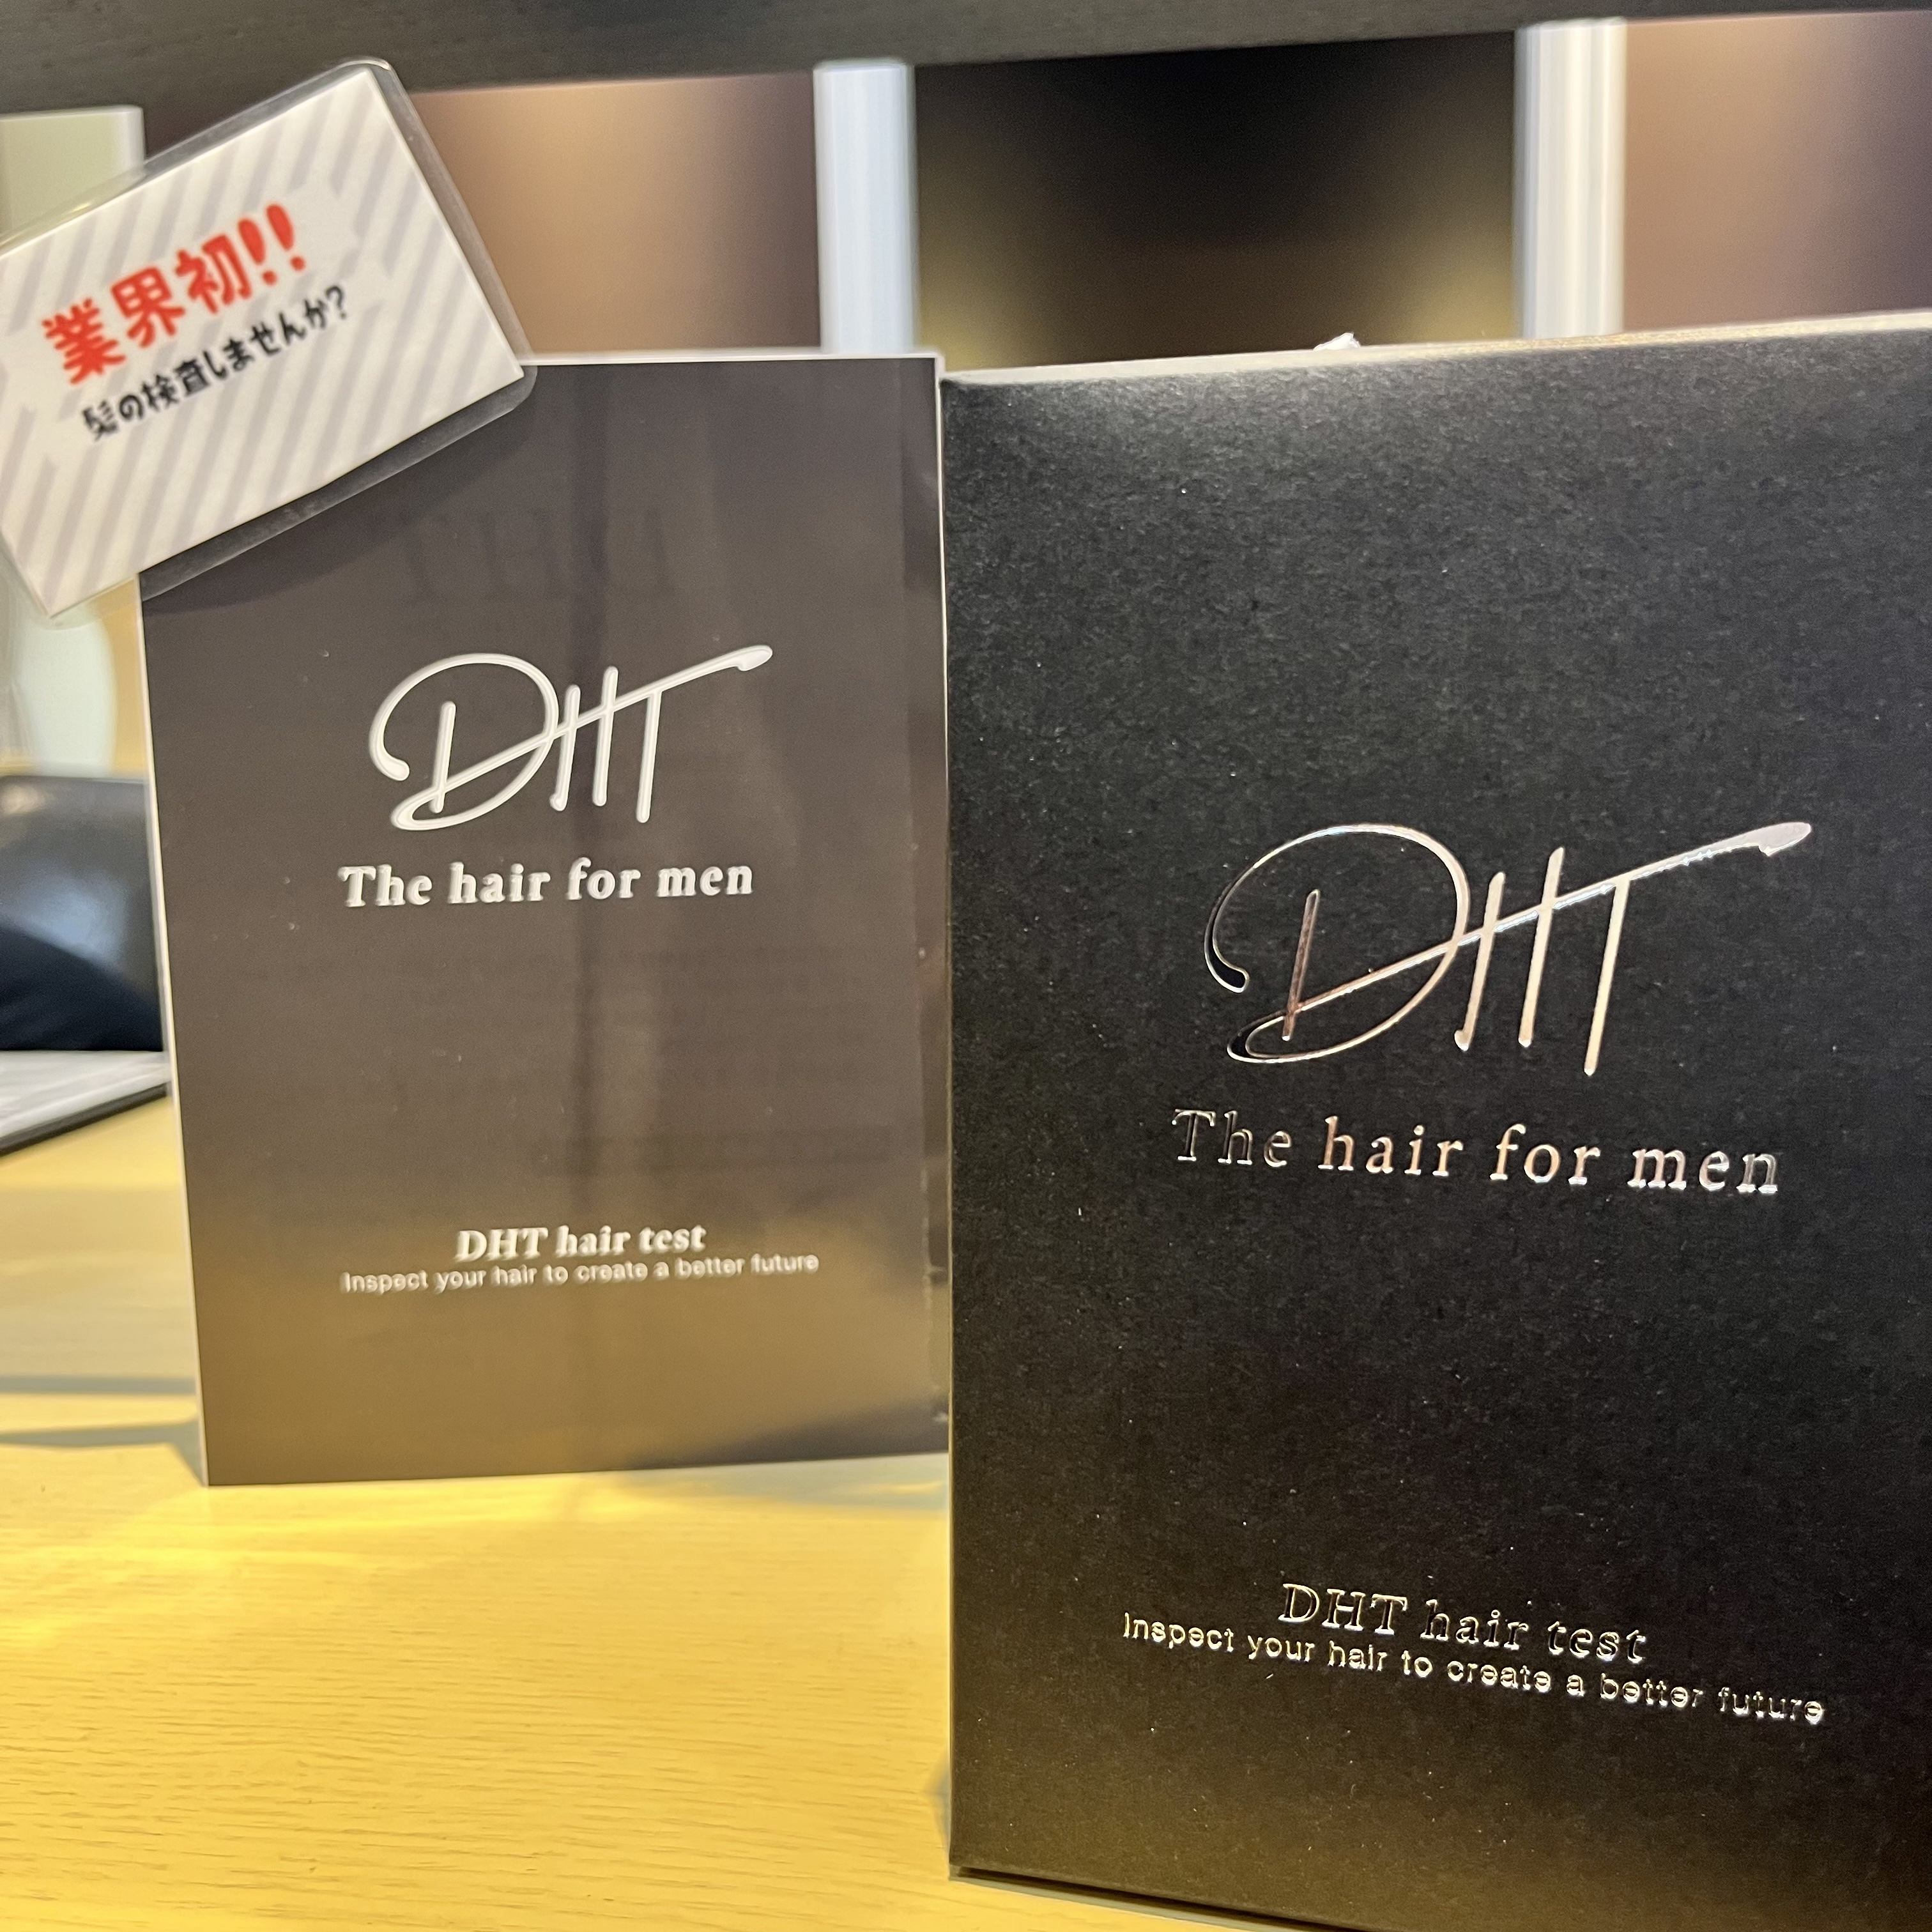 業界初!!
髪の検査しませんか?
DHT
The hair for men
DHT hair test
Inspect your hair to create a better future
DHT
The hair for men
DHT hair test
Inspect your hair to create a better future